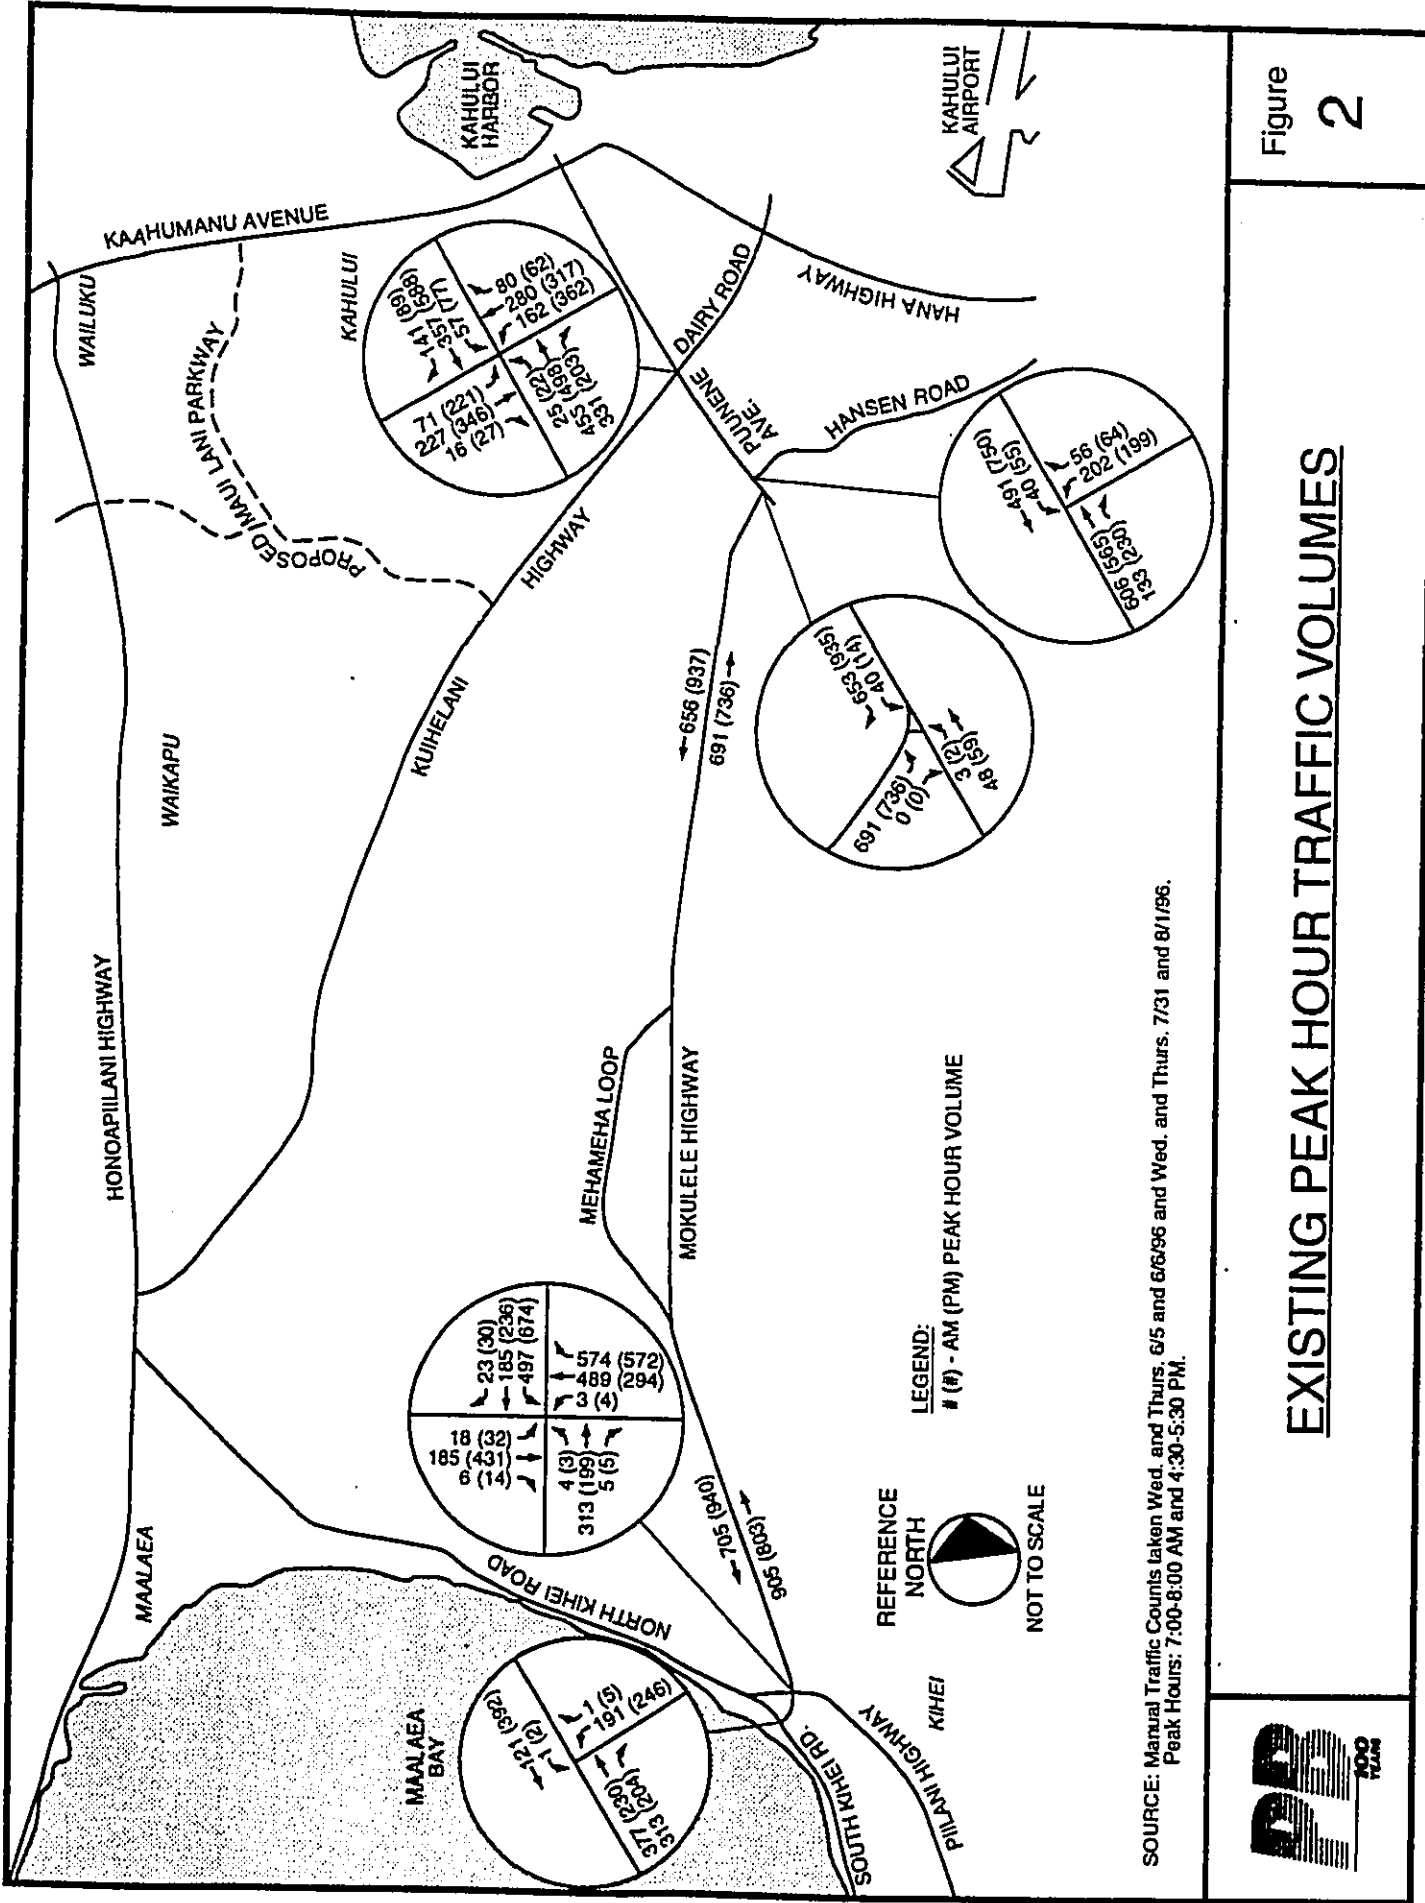 KAHULUI
HARBOR
KAHULUI
AIRPORT
KAAHUMANU AVENUE
WAILUKU
KAHULUI
PROPOSED MAUI LANI PARKWAY
141 (89)
357 (588)
57 (77)
80 (62)
280 (317)
162 (362)
71 (221)
227 (346)
16 (27)
25 (22)
455 (498)
331 (203)
DAIRY ROAD
HANA HIGHWAY
PUUNENE
AVE.
HANSEN ROAD
491 (750)
40 (55)
56 (64)
202 (199)
606 (565)
133 (230)
KUIHELANI
HIGHWAY
WAIKAPU
HONOAPIILANI HIGHWAY
656 (937)
691 (736)
653 (935)
40 (14)
691 (736)
0 (0)
3 (2)
48 (59)
MEHAMEHA LOOP
MOKULELE HIGHWAY
23 (30)
185 (236)
497 (674)
574 (572)
489 (294)
3 (4)
18 (32)
185 (431)
6 (14)
4 (3)
313 (199)
5 (5)
705 (940)
905 (803)
MAALAEA
NORTH KIHEI ROAD
MAALAEA
BAY
121 (392)
1 (2)
1 (5)
191 (246)
377 (230)
313 (204)
SOUTH KIHEI RD.
PIILANI HIGHWAY
KIHEI
REFERENCE
NORTH
NOT TO SCALE
LEGEND:
# (#) - AM (PM) PEAK HOUR VOLUME
SOURCE: Manual Traffic Counts taken Wed. and Thurs. 6/5 and 6/6/96 and Wed. and Thurs. 7/31 and 8/1/96.
Peak Hours: 7:00-8:00 AM and 4:30-5:30 PM.
PB
100
YEARS
EXISTING PEAK HOUR TRAFFIC VOLUMES
Figure
2